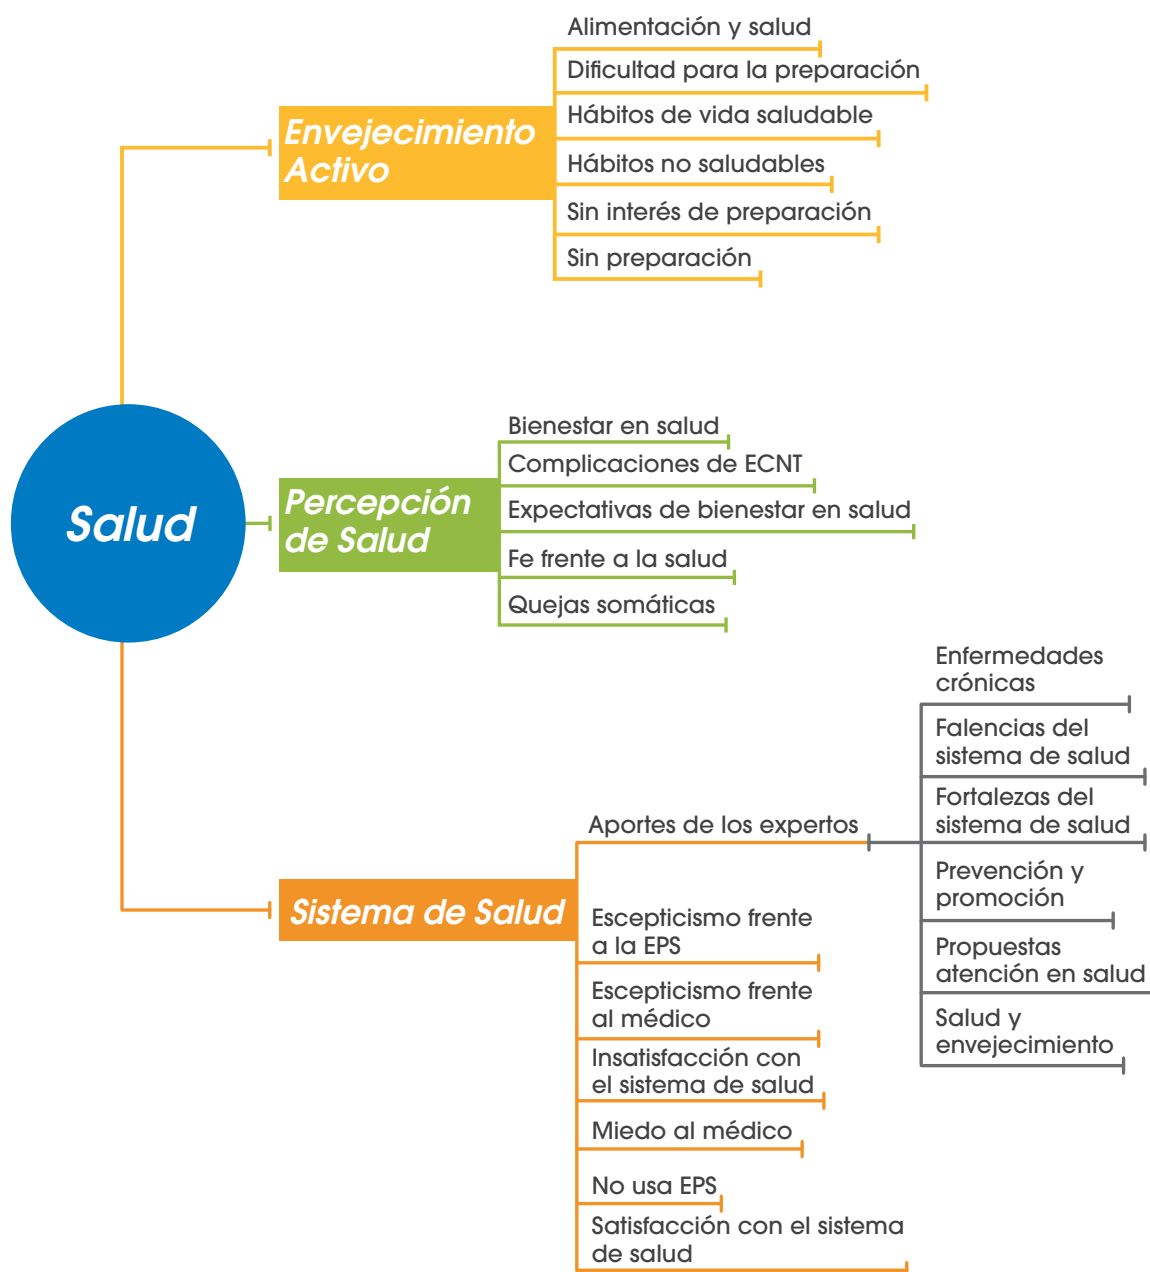 Alimentación y salud
Dificultad para la preparación
Hábitos de vida saludable
Hábitos no saludables
Sin interés de preparación
Sin preparación
Envejecimiento
Activo
Salud
Percepción
de Salud
Bienestar en salud
Complicaciones de ECNT
Expectativas de bienestar en salud
Fe frente a la salud
Quejas somáticas
Sistema de Salud
Aportes de los expertos
Enfermedades
crónicas
Falencias del
sistema de salud
Fortalezas del
sistema de salud
Prevención y
promoción
Propuestas
atención en salud
Salud y
envejecimiento
Escepticismo frente
a la EPS
Escepticismo frente
al médico
Insatisfacción con
el sistema de salud
Miedo al médico
No usa EPS
Satisfacción con el sistema
de salud